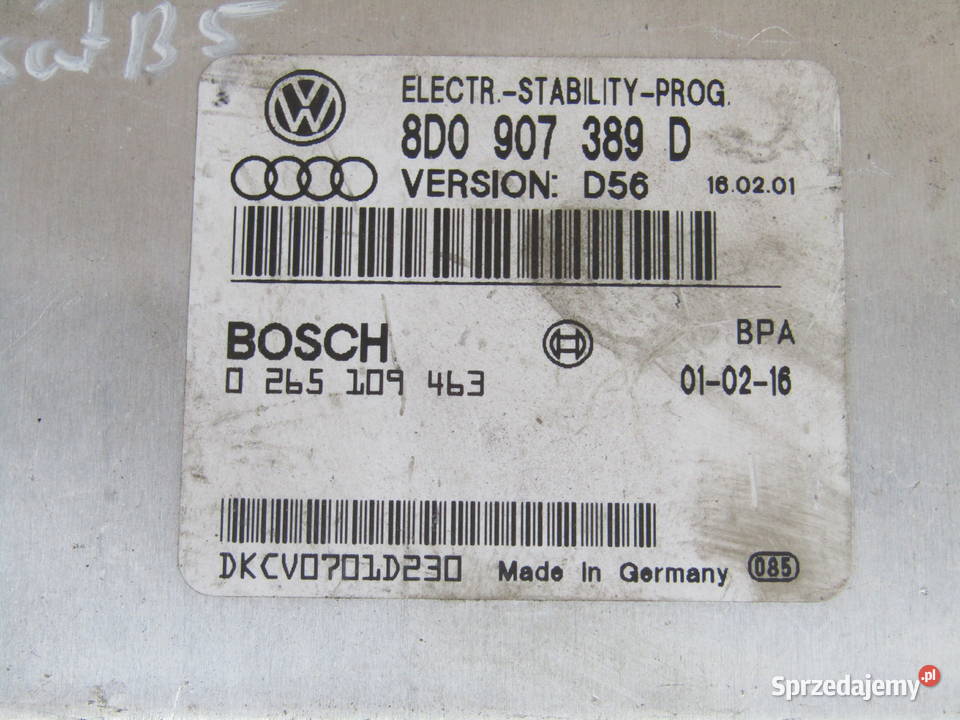 B5
ELECTR.-STABILITY-PROG.
8D0 907 389 D
VERSION: D56 16.02.01
BOSCH
BPA
0 265 109 463
01-02-16
DKCV0701D230 Made in Germany 085
Sprzedajemy.pl